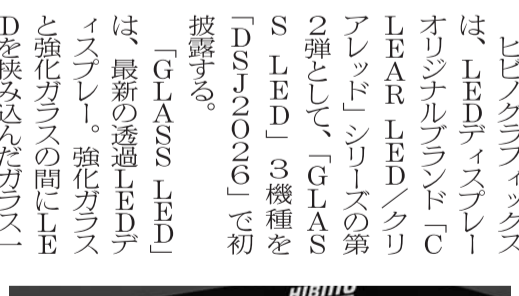 ヒビノグラフィックス
は、LEDディスプレー
オリジナルブランド「C
LEAR LED/クリ
アレッド」シリーズの第
2弾として、「GLAS
S LED」3機種を
「DSJ2026」で初
披露する。
「GLASS LED」
は、最新の透過LEDデ
ィスプレー。強化ガラス
と強化ガラスの間にLE
Dを挟み込んだガラス一
HIBINO